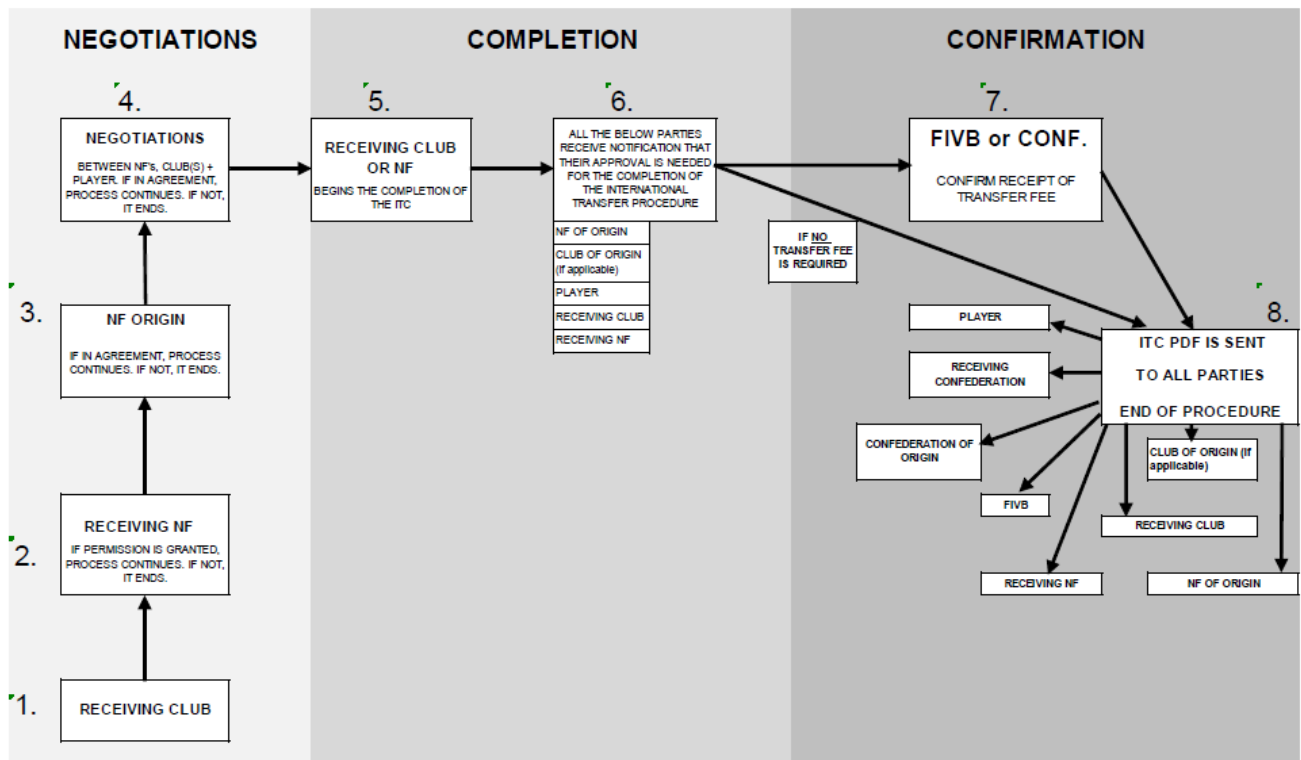 NEGOTIATIONS
COMPLETION
CONFIRMATION
4.
NEGOTIATIONS
BETWEEN NF's, CLUB(S) +
PLAYER. IF IN AGREEMENT,
PROCESS CONTINUES. IF NOT,
IT ENDS.
3.
NF ORIGIN
IF IN AGREEMENT, PROCESS
CONTINUES. IF NOT, IT ENDS.
2.
RECEIVING NF
IF PERMISSION IS GRANTED,
PROCESS CONTINUES. IF NOT,
IT ENDS.
1.
RECEIVING CLUB
5.
RECEIVING CLUB
OR NF
BEGINS THE COMPLETION OF
THE ITC
6.
ALL THE BELOW PARTIES
RECEIVE NOTIFICATION THAT
THEIR APPROVAL IS NEEDED
FOR THE COMPLETION OF
THE INTERNATIONAL
TRANSFER PROCEDURE
NF OF ORIGIN
CLUB OF ORIGIN
(if applicable)
PLAYER
RECEIVING CLUB
RECEIVING NF
7.
FIVB or CONF.
CONFIRM RECEIPT OF
TRANSFER FEE
IF NO
TRANSFER FEE
IS REQUIRED
8.
ITC PDF IS SENT
TO ALL PARTIES
END OF PROCEDURE
PLAYER
RECEIVING
CONFEDERATION
CONFEDERATION OF
ORIGIN
FIVB
RECEIVING NF
RECEIVING CLUB
CLUB OF ORIGIN (if
applicable)
NF OF ORIGIN